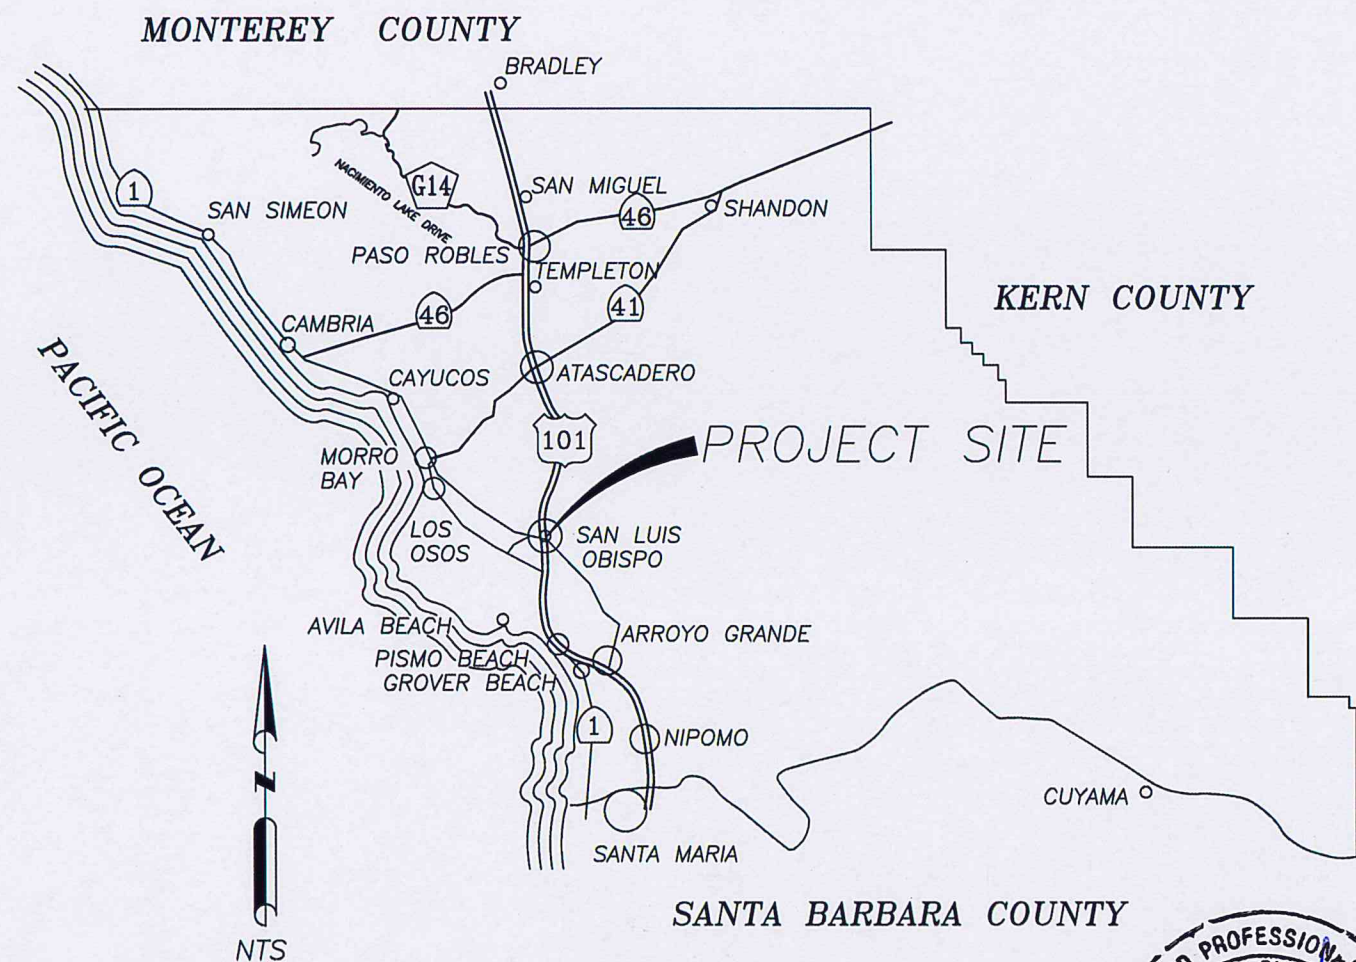 MONTEREY COUNTY
BRADLEY
1
SAN SIMEON
NACIMIENTO LAKE DRIVE
G14
SAN MIGUEL
46
SHANDON
PASO ROBLES
TEMPLETON
KERN COUNTY
46
41
CAMBRIA
PACIFIC OCEAN
CAYUCOS
ATASCADERO
101
PROJECT SITE
MORRO
BAY
LOS
OSOS
SAN LUIS
OBISPO
AVILA BEACH
ARROYO GRANDE
PISMO BEACH
GROVER BEACH
1
NIPOMO
N
CUYAMA
SANTA MARIA
SANTA BARBARA COUNTY
NTS
PROFESSION